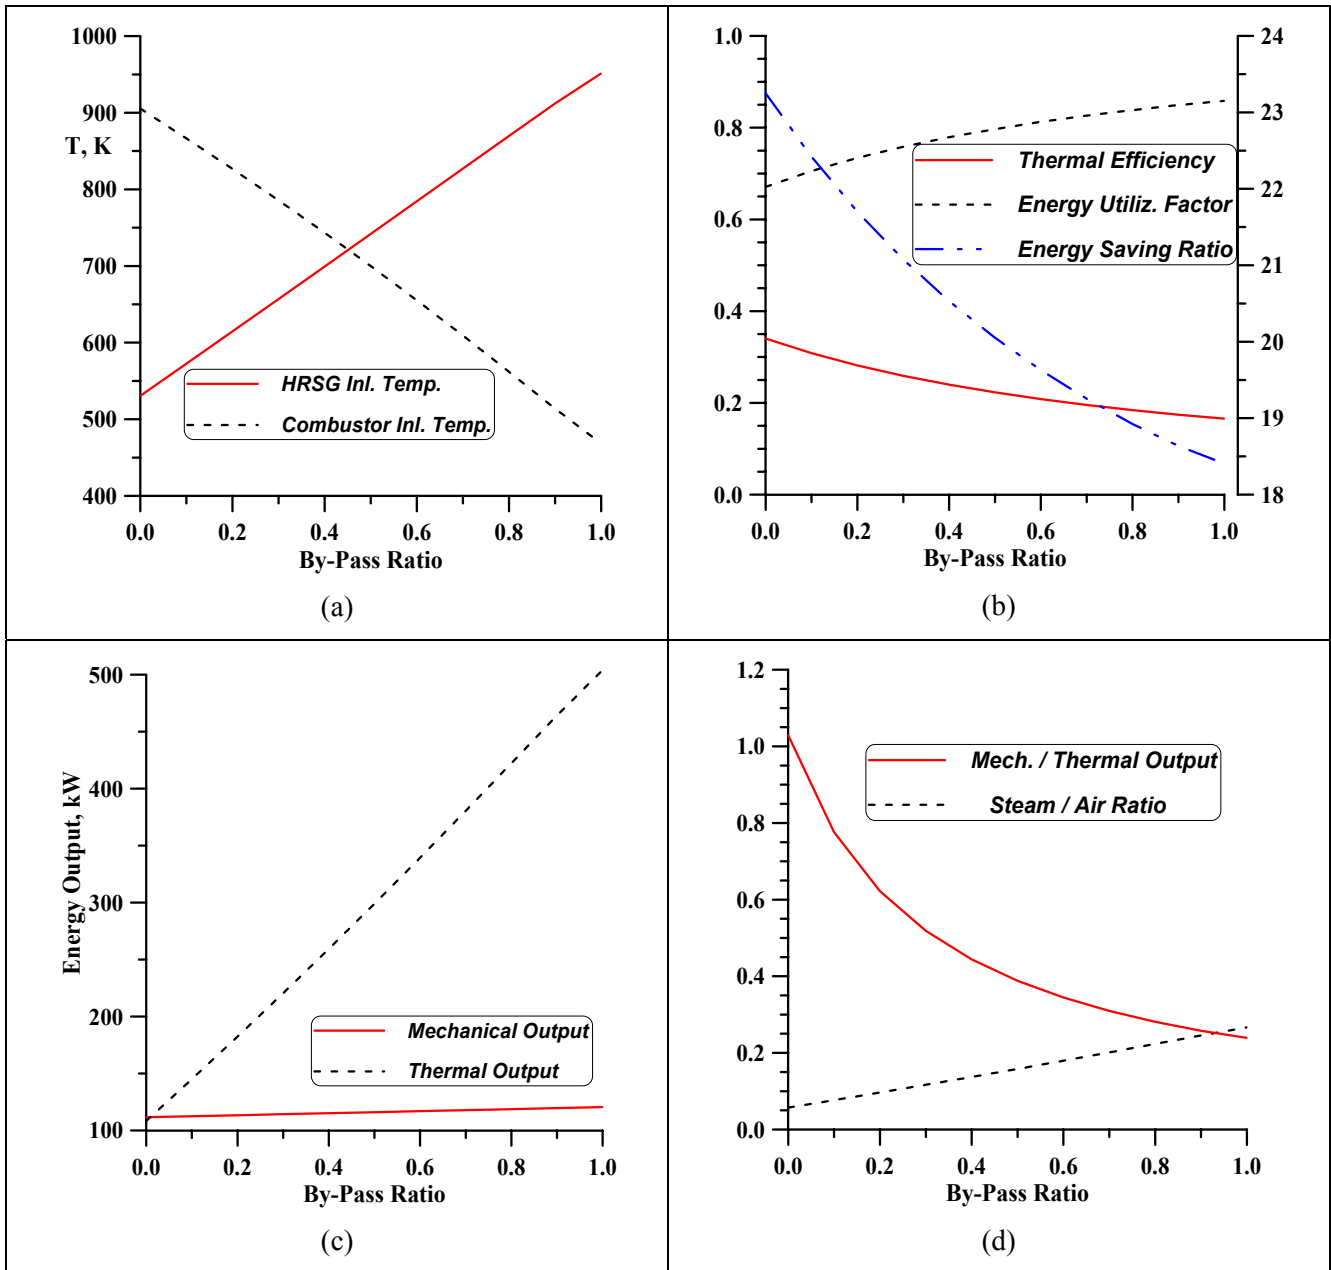 1000
900
T, K
800
700
600
500
400
0.0 0.2 0.4 0.6 0.8 1.0
By-Pass Ratio
HRSG Inl. Temp.
Combustor Inl. Temp.
(a)
1.0
0.8
0.6
0.4
0.2
0.0
24
23
22
21
20
19
18
Thermal Efficiency
Energy Utiliz. Factor
Energy Saving Ratio
0.0 0.2 0.4 0.6 0.8 1.0
By-Pass Ratio
(b)
500
400
300
200
100
Energy Output, kW
Mechanical Output
Thermal Output
0.0 0.2 0.4 0.6 0.8 1.0
By-Pass Ratio
(c)
1.2
1.0
0.8
0.6
0.4
0.2
0.0
Mech. / Thermal Output
Steam / Air Ratio
0.0 0.2 0.4 0.6 0.8 1.0
By-Pass Ratio
(d)